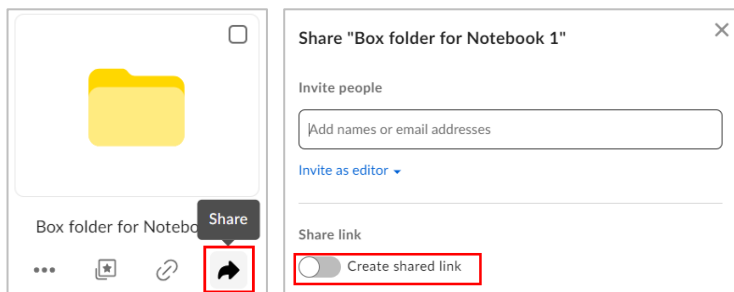 Box folder for Notebo
Share
Share "Box folder for Notebook 1"
Invite people
Add names or email addresses
Invite as editor
Share link
Create shared link